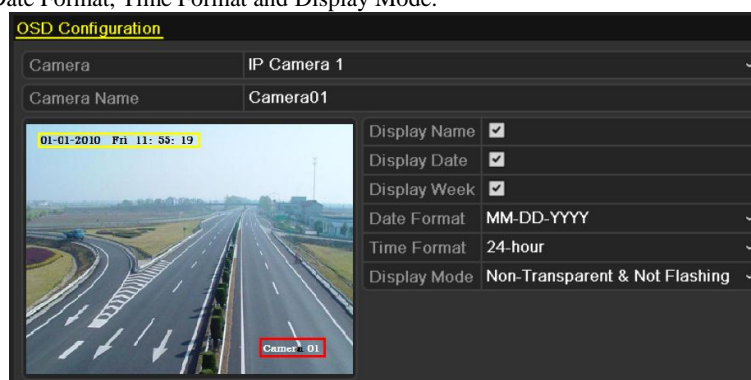 Date Format, Time Format and Display Mode.
OSD Configuration
Camera IP Camera 1
Camera Name Camera01
01-01-2010 Fri 11: 55: 19
Display Name
Display Date
Display Week
Date Format MM-DD-YYYY
Time Format 24-hour
Display Mode Non-Transparent & Not Flashing
Camera 01